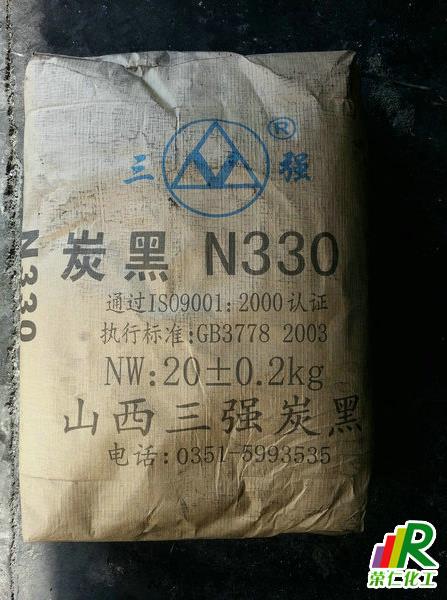 三强®
炭黑 N330
N330
通过ISO9001:2000认证
执行标准:GB3778 2003
NW:20±0.2kg
山西三强炭黑
电话:0351-5993535
R
荣仁化工